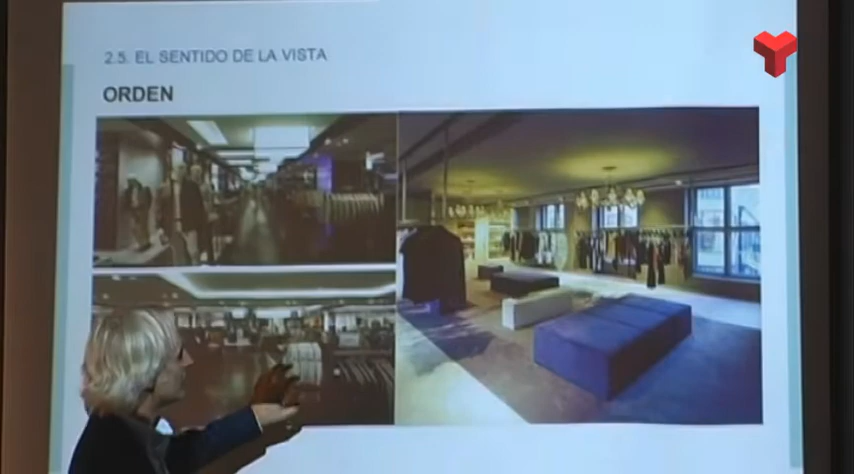 2.5. EL SENTIDO DE LA VISTA
ORDEN